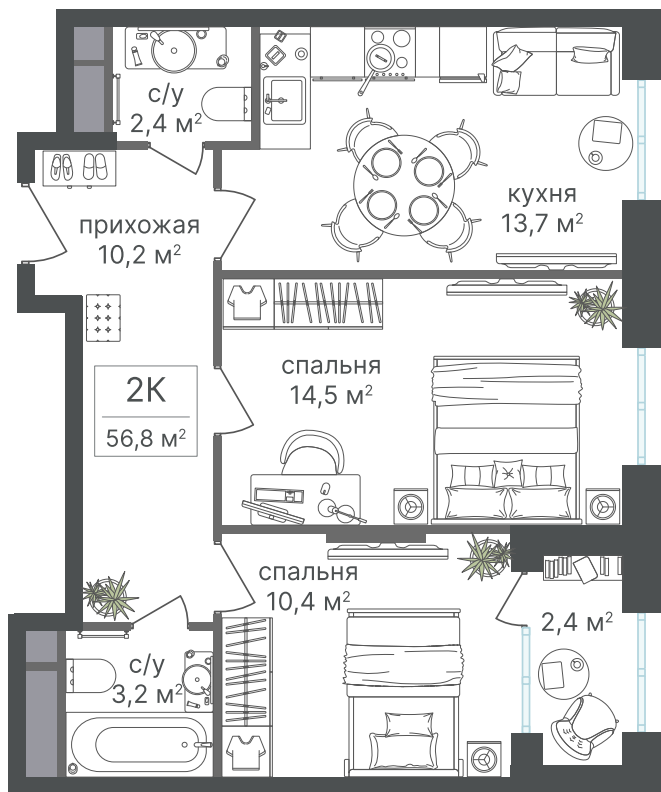 с/у
2,4 м²
прихожая
10,2 м²
кухня
13,7 м²
спальня
14,5 м²
2К
56,8 м²
спальня
10,4 м²
2,4 м²
с/у
3,2 м²